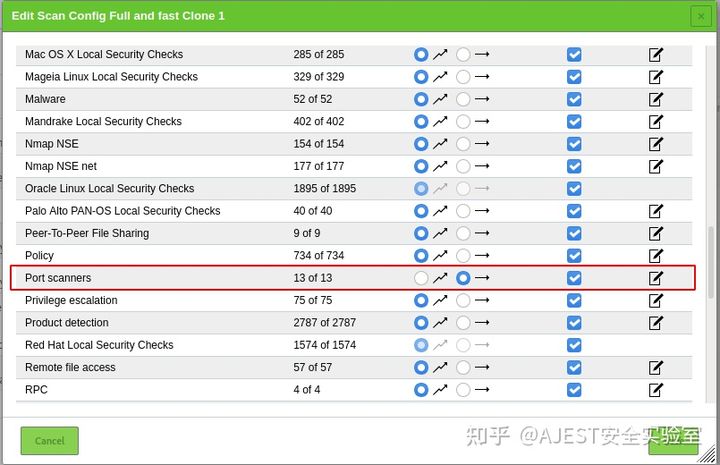 Edit Scan Config Full and fast Clone 1
Mac OS X Local Security Checks 285 of 285
Mageia Linux Local Security Checks 329 of 329
Malware 52 of 52
Mandrake Local Security Checks 402 of 402
Nmap NSE 154 of 154
Nmap NSE net 177 of 177
Oracle Linux Local Security Checks 1895 of 1895
Palo Alto PAN-OS Local Security Checks 40 of 40
Peer-To-Peer File Sharing 9 of 9
Policy 734 of 734
Port scanners 13 of 13
Privilege escalation 75 of 75
Product detection 2787 of 2787
Red Hat Local Security Checks 1574 of 1574
Remote file access 57 of 57
RPC 4 of 4
Cancel
知乎 @AJEST安全实验室